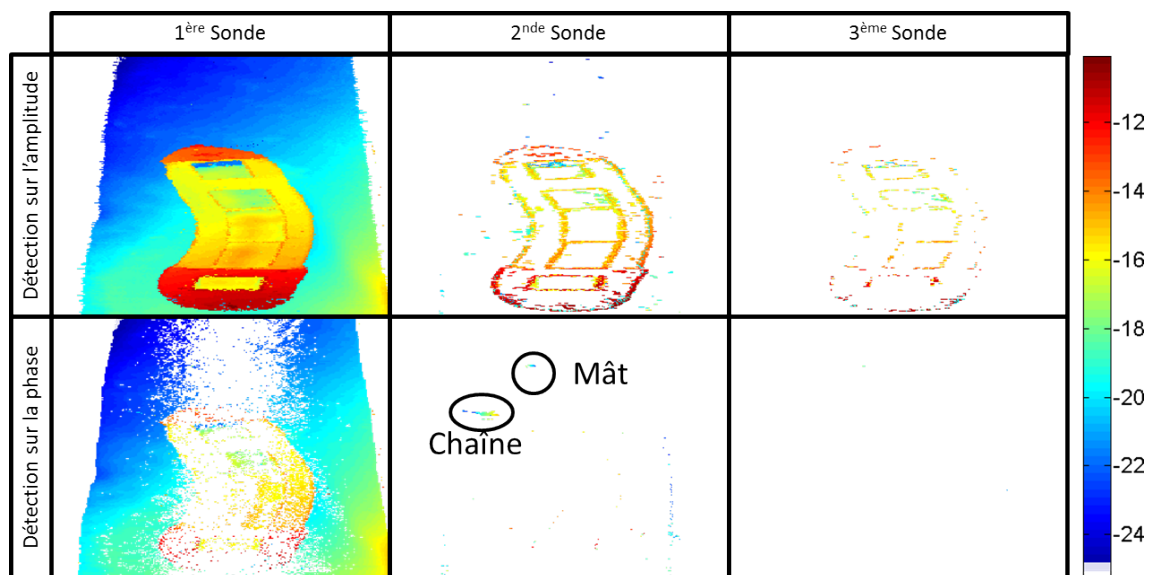 1ère Sonde
2nde Sonde
3ème Sonde
Détection sur l'amplitude
Détection sur la phase
Mât
Chaîne
-12
-14
-16
-18
-20
-22
-24